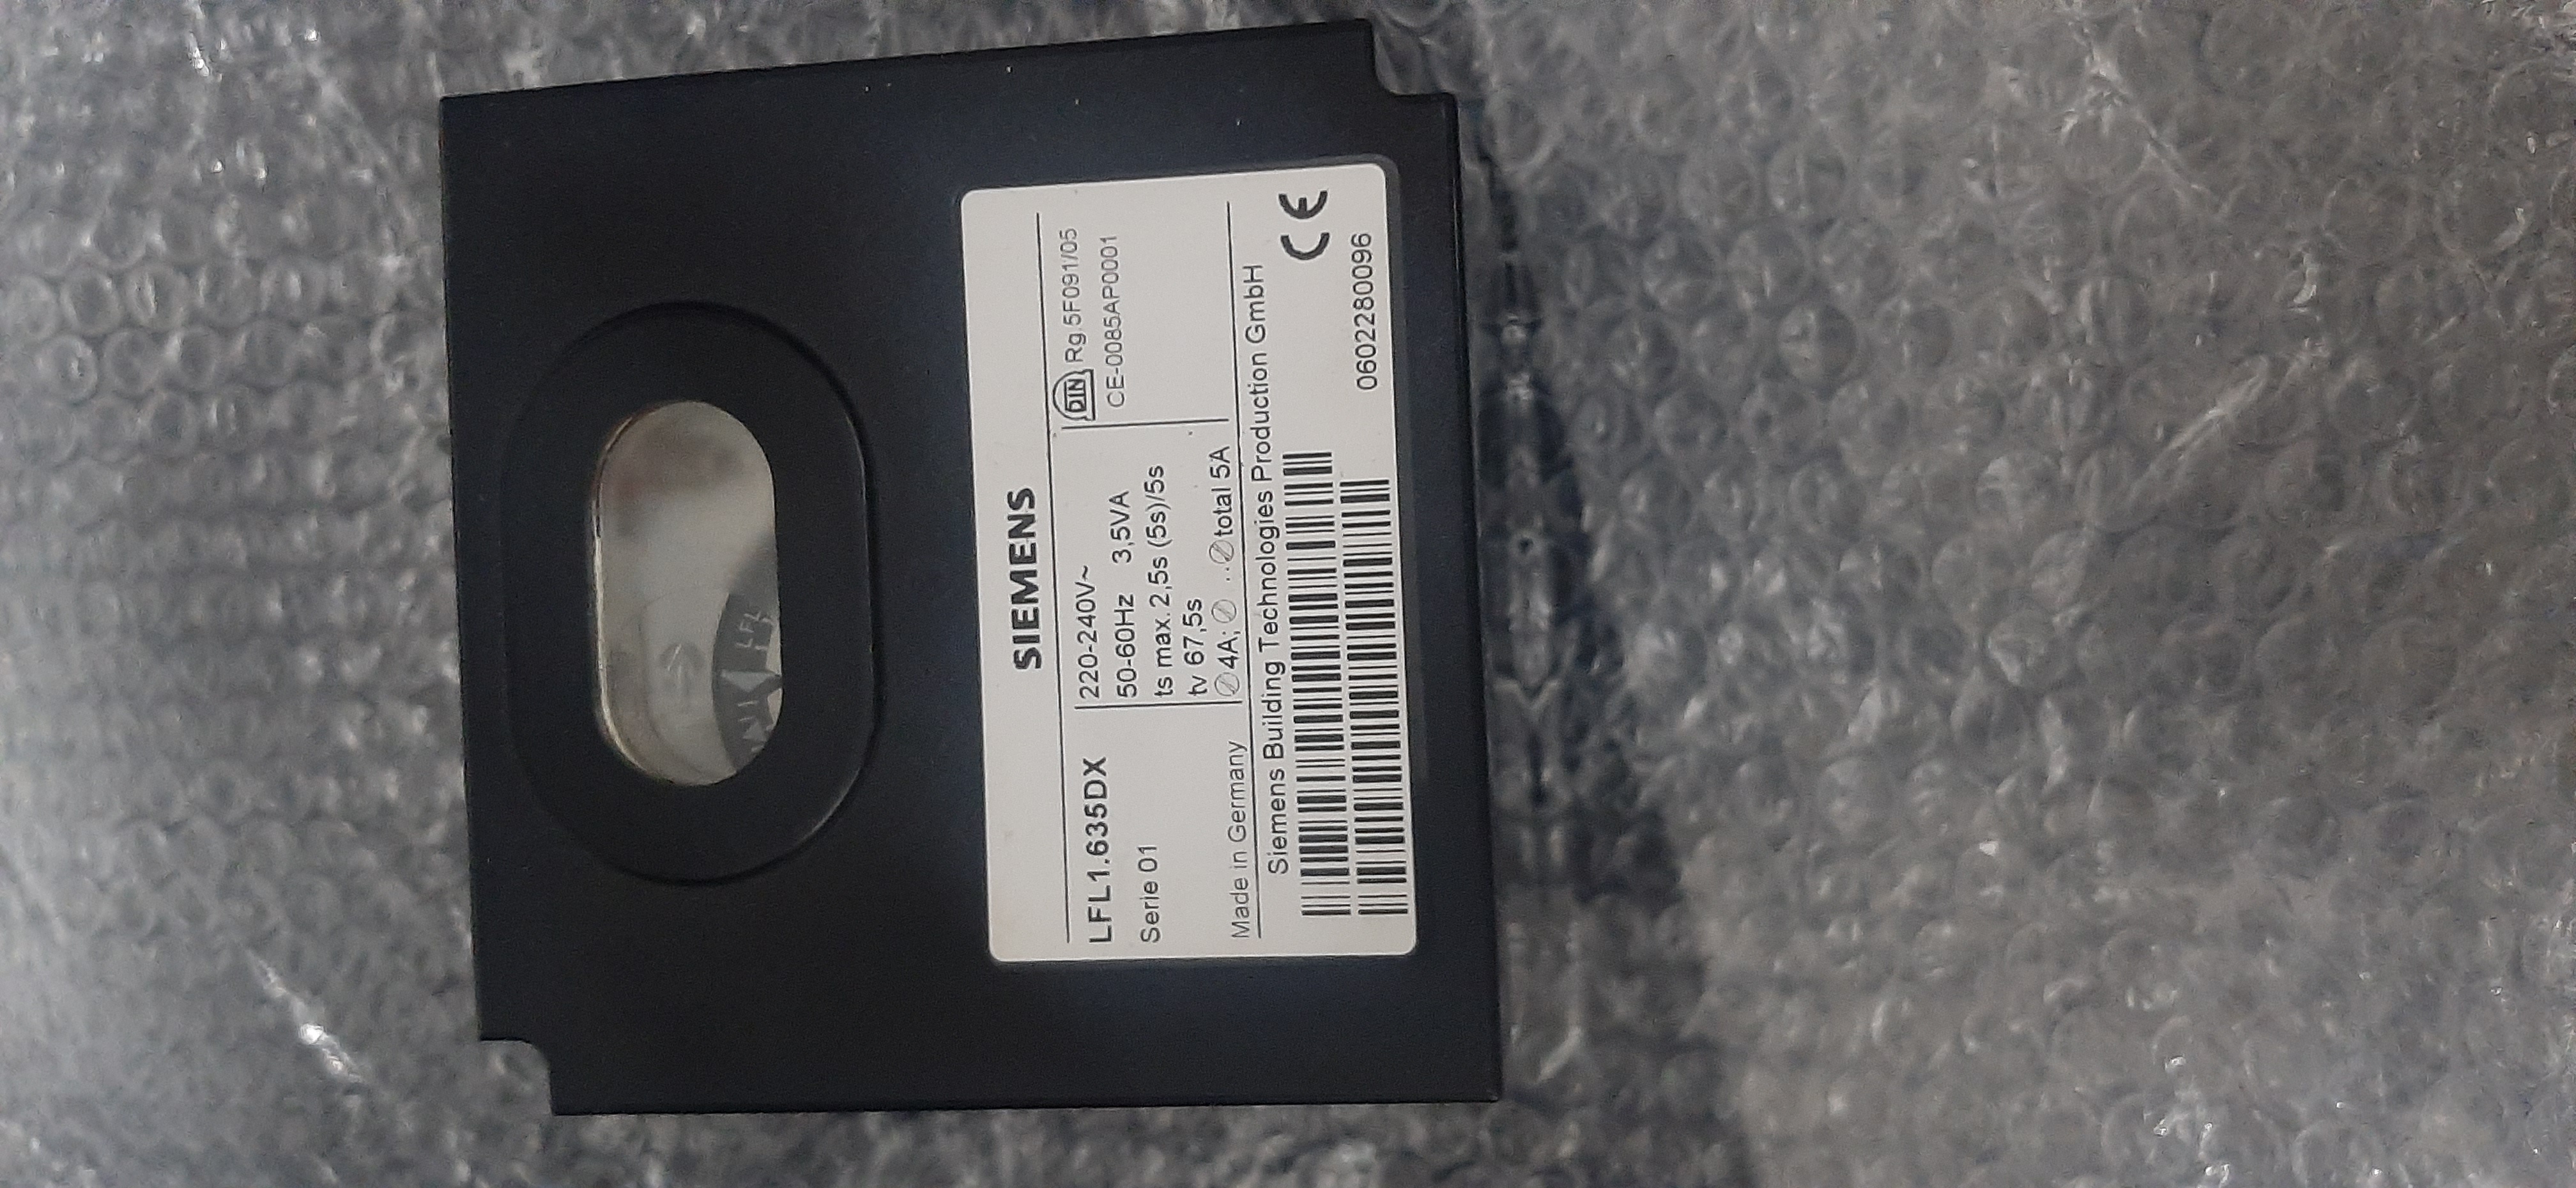 SIEMENS
LFL1.635DX
Serie 01
Made in Germany
220-240V~
50-60Hz 3,5VA
ts max.2,5s (5s)/5s
tv 67,5s
4A; .. total 5A
DIN Rg.5F091/05
CE-0085AP0001
Siemens Building Technologies Production GmbH
CE
0602280096
LFL